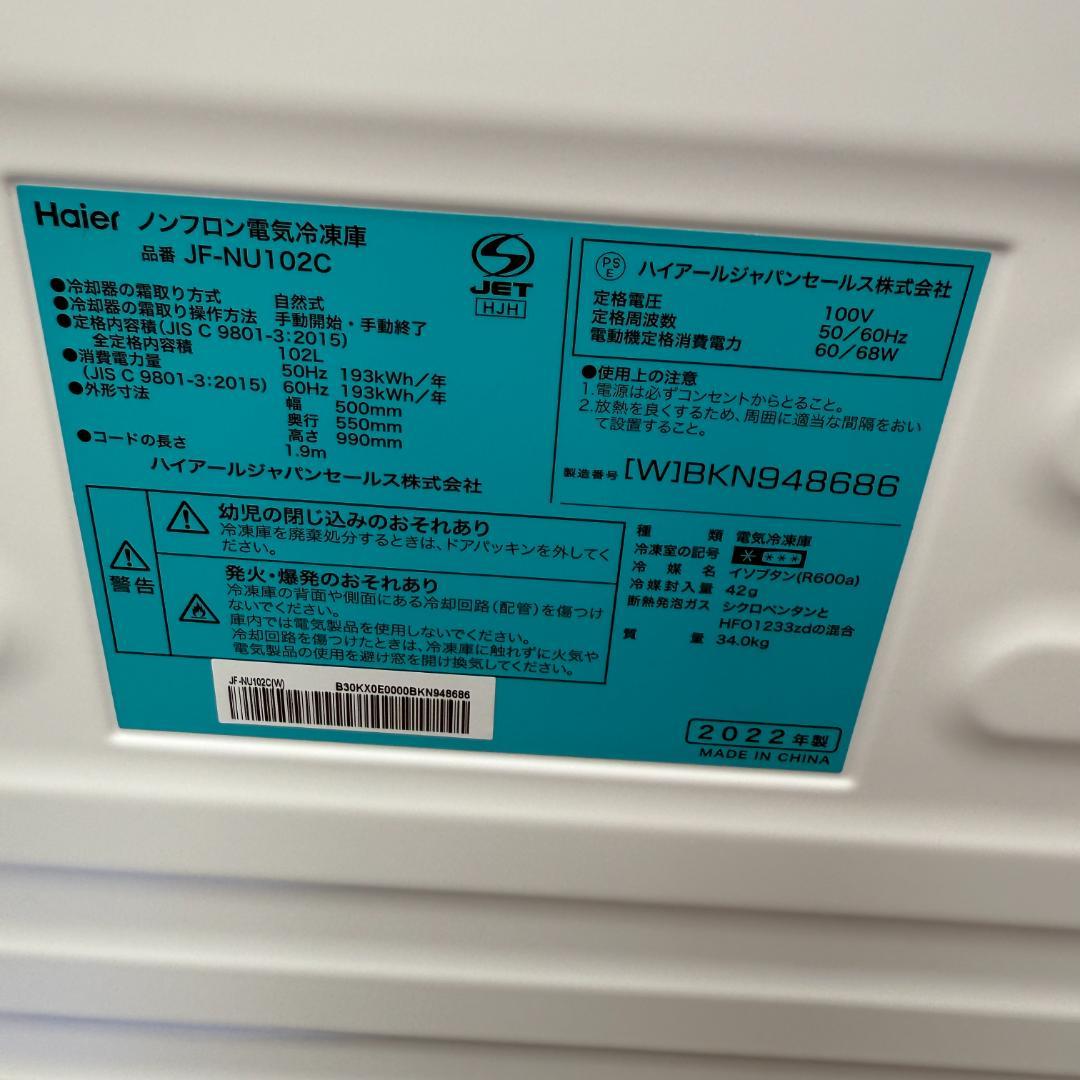 Haier ノンフロン電気冷凍庫
品番 JF-NU102C
●冷却器の霜取り方式 自然式
●冷却器の霜取り操作方法 手動開始・手動終了
●定格内容積(JIS C 9801-3:2015)
全定格内容積 102L
●消費電力量 50Hz 193kWh/年
(JIS C 9801-3:2015) 60Hz 193kWh/年
●外形寸法 幅 500mm
奥行 550mm
高さ 990mm
●コードの長さ 1.9m
ハイアールジャパンセールス株式会社
S
JET
HJH
PS
E
ハイアールジャパンセールス株式会社
定格電圧 100V
定格周波数 50/60Hz
電動機定格消費電力 60/68W
●使用上の注意
1.電源は必ずコンセントからとること。
2.放熱を良くするため、周囲に適当な間隔をおい
て設置すること。
製造番号 [W]BKN948686
警告
幼児の閉じ込みのおそれあり
冷凍庫を廃棄処分するときは、ドアパッキンを外してく
ださい。
発火・爆発のおそれあり
冷凍庫の背面や側面にある冷却回路(配管)を傷つけ
ないでください。
庫内では電気製品を使用しないでください。
冷却回路を傷つけたときは、冷凍庫に触れずに火気や
電気製品の使用を避け窓を開け換気してください。
種類 電気冷凍庫
冷凍室の記号
冷媒名 イソブタン(R600a)
冷媒封入量 42g
断熱発泡ガス シクロペンタンと
HFO1233zdの混合
質量 34.0kg
JF-NU102C(W) B30KX0E0000BKN948686
2022年製
MADE IN CHINA